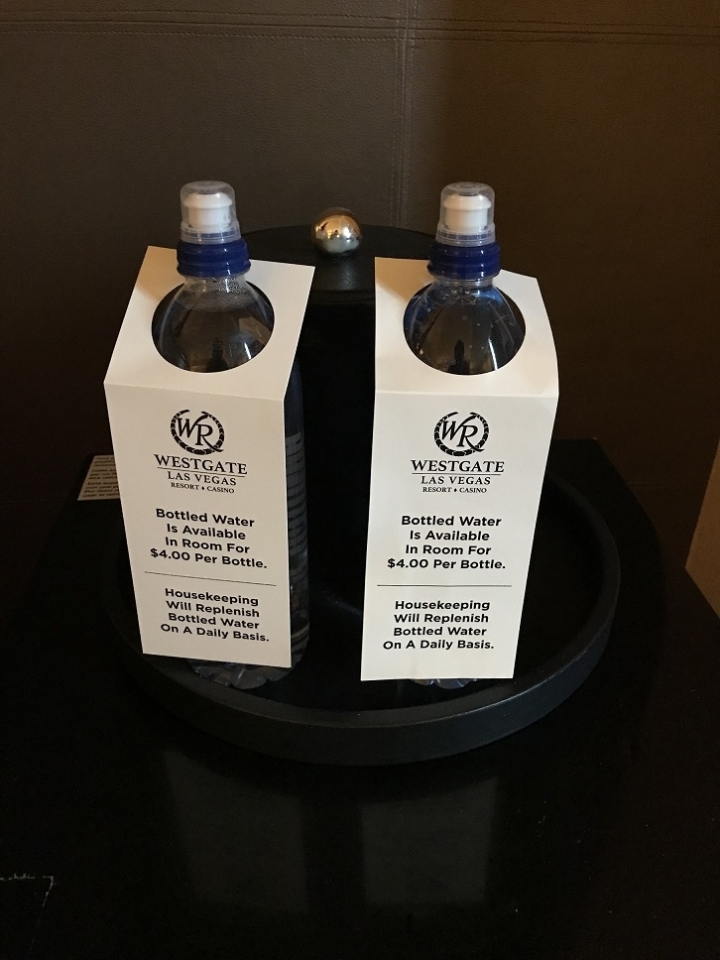 WR
WESTGATE
LAS VEGAS
RESORT ♦ CASINO
Bottled Water
Is Available
In Room For
$4.00 Per Bottle.
Housekeeping
Will Replenish
Bottled Water
On A Daily Basis.
WR
WESTGATE
LAS VEGAS
RESORT ♦ CASINO
Bottled Water
Is Available
In Room For
$4.00 Per Bottle.
Housekeeping
Will Replenish
Bottled Water
On A Daily Basis.